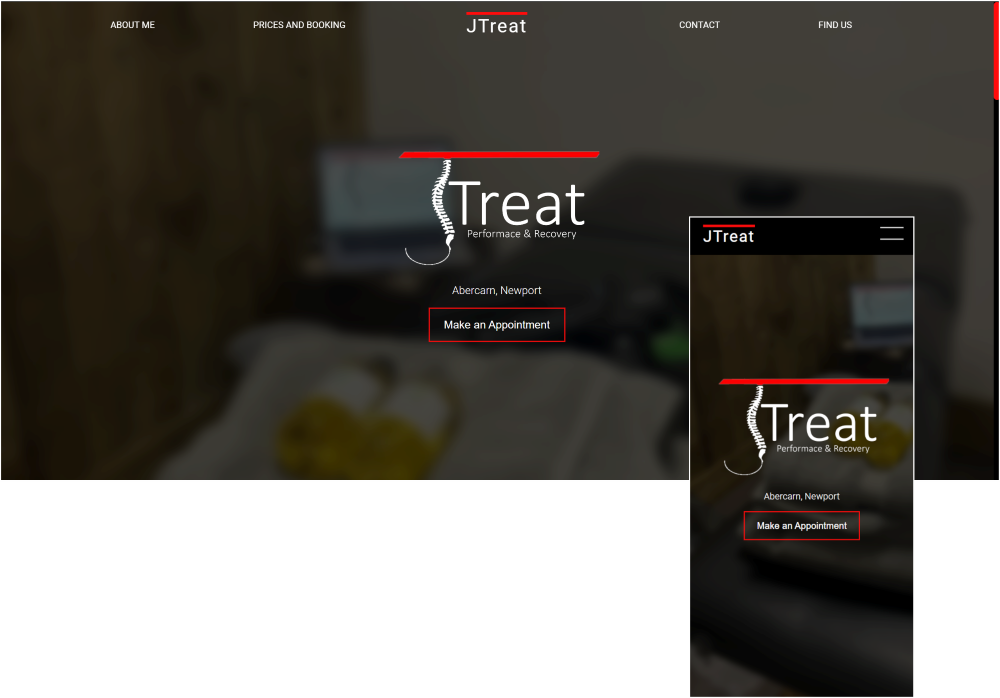 ABOUT ME
PRICES AND BOOKING
JTreat
CONTACT
FIND US
Treat
Performace & Recovery
Abercarn, Newport
Make an Appointment
JTreat
Treat
Performace & Recovery
Abercarn, Newport
Make an Appointment